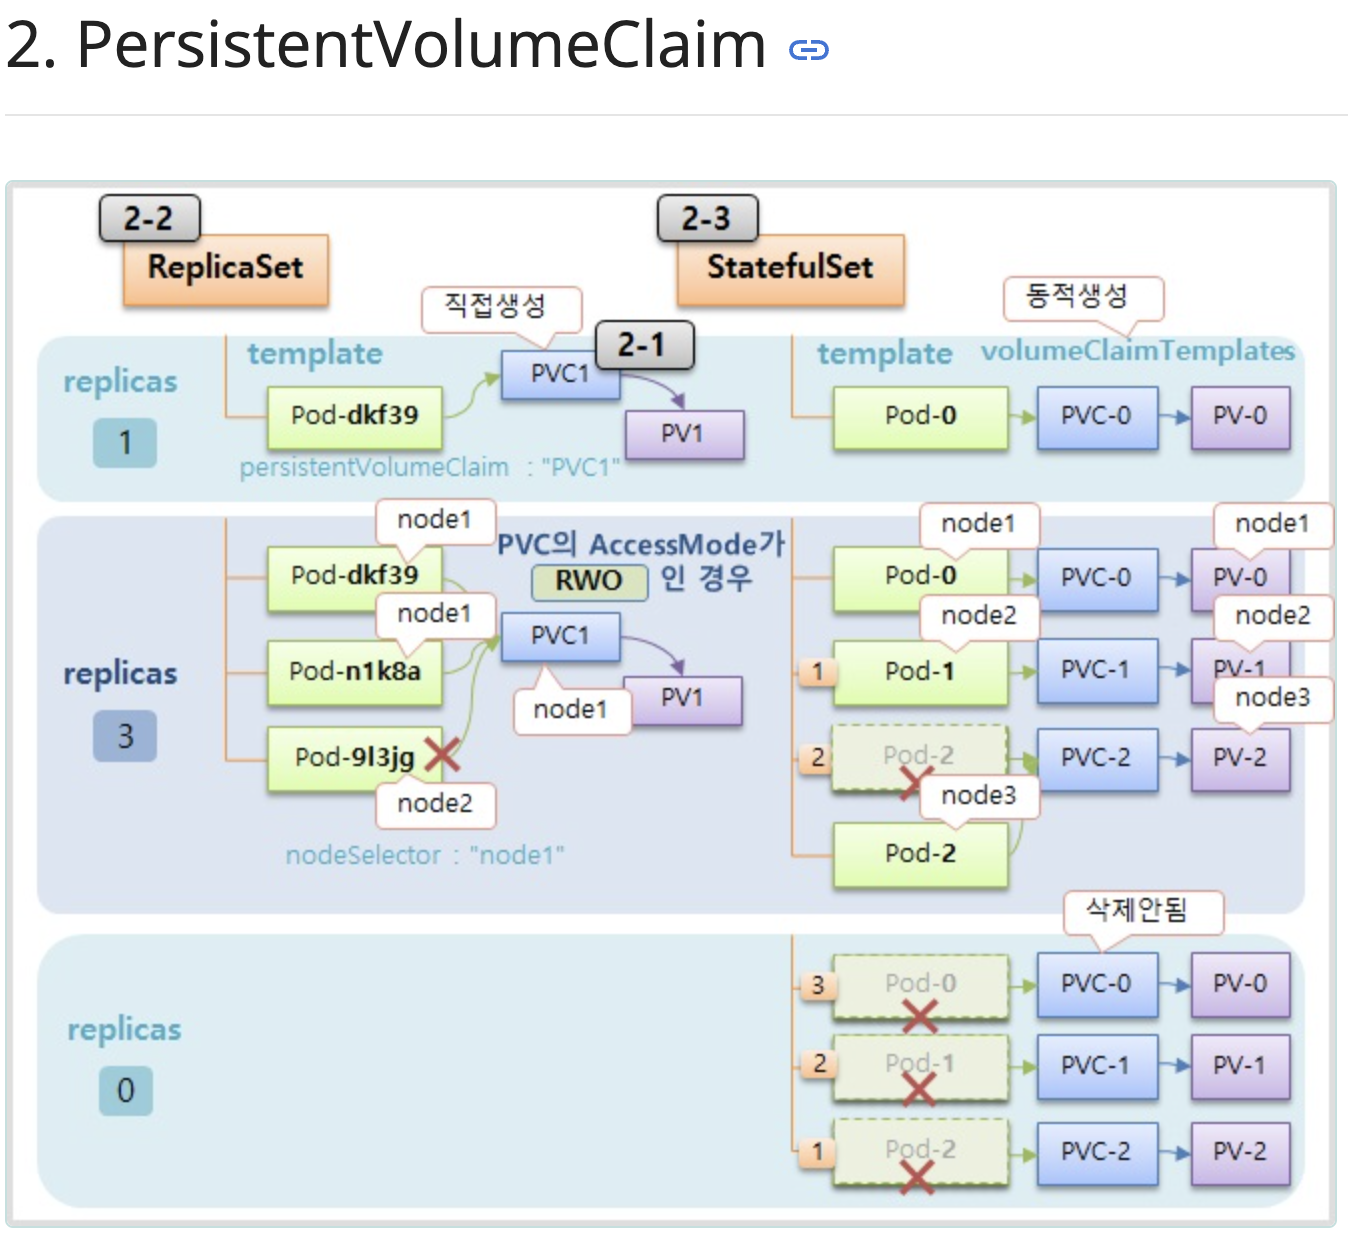 2. PersistentVolumeClaim
2-2
ReplicaSet
2-3
StatefulSet
직접생성
동적생성
2-1
replicas
1
template
Pod-dkf39
PVC1
PV1
persistentVolumeClaim : "PVC1"
template
volumeClaimTemplates
Pod-0
PVC-0
PV-0
replicas
3
node1
Pod-dkf39
node1
Pod-n1k8a
Pod-9l3jg
node2
nodeSelector : "node1"
PVC의 AccessMode가
RWO 인 경우
PVC1
node1
PV1
node1
node1
Pod-0
PVC-0
PV-0
node2
node2
1
Pod-1
PVC-1
PV-1
node3
2
Pod-2
PVC-2
PV-2
node3
Pod-2
replicas
0
삭제안됨
3
Pod-0
PVC-0
PV-0
2
Pod-1
PVC-1
PV-1
1
Pod-2
PVC-2
PV-2